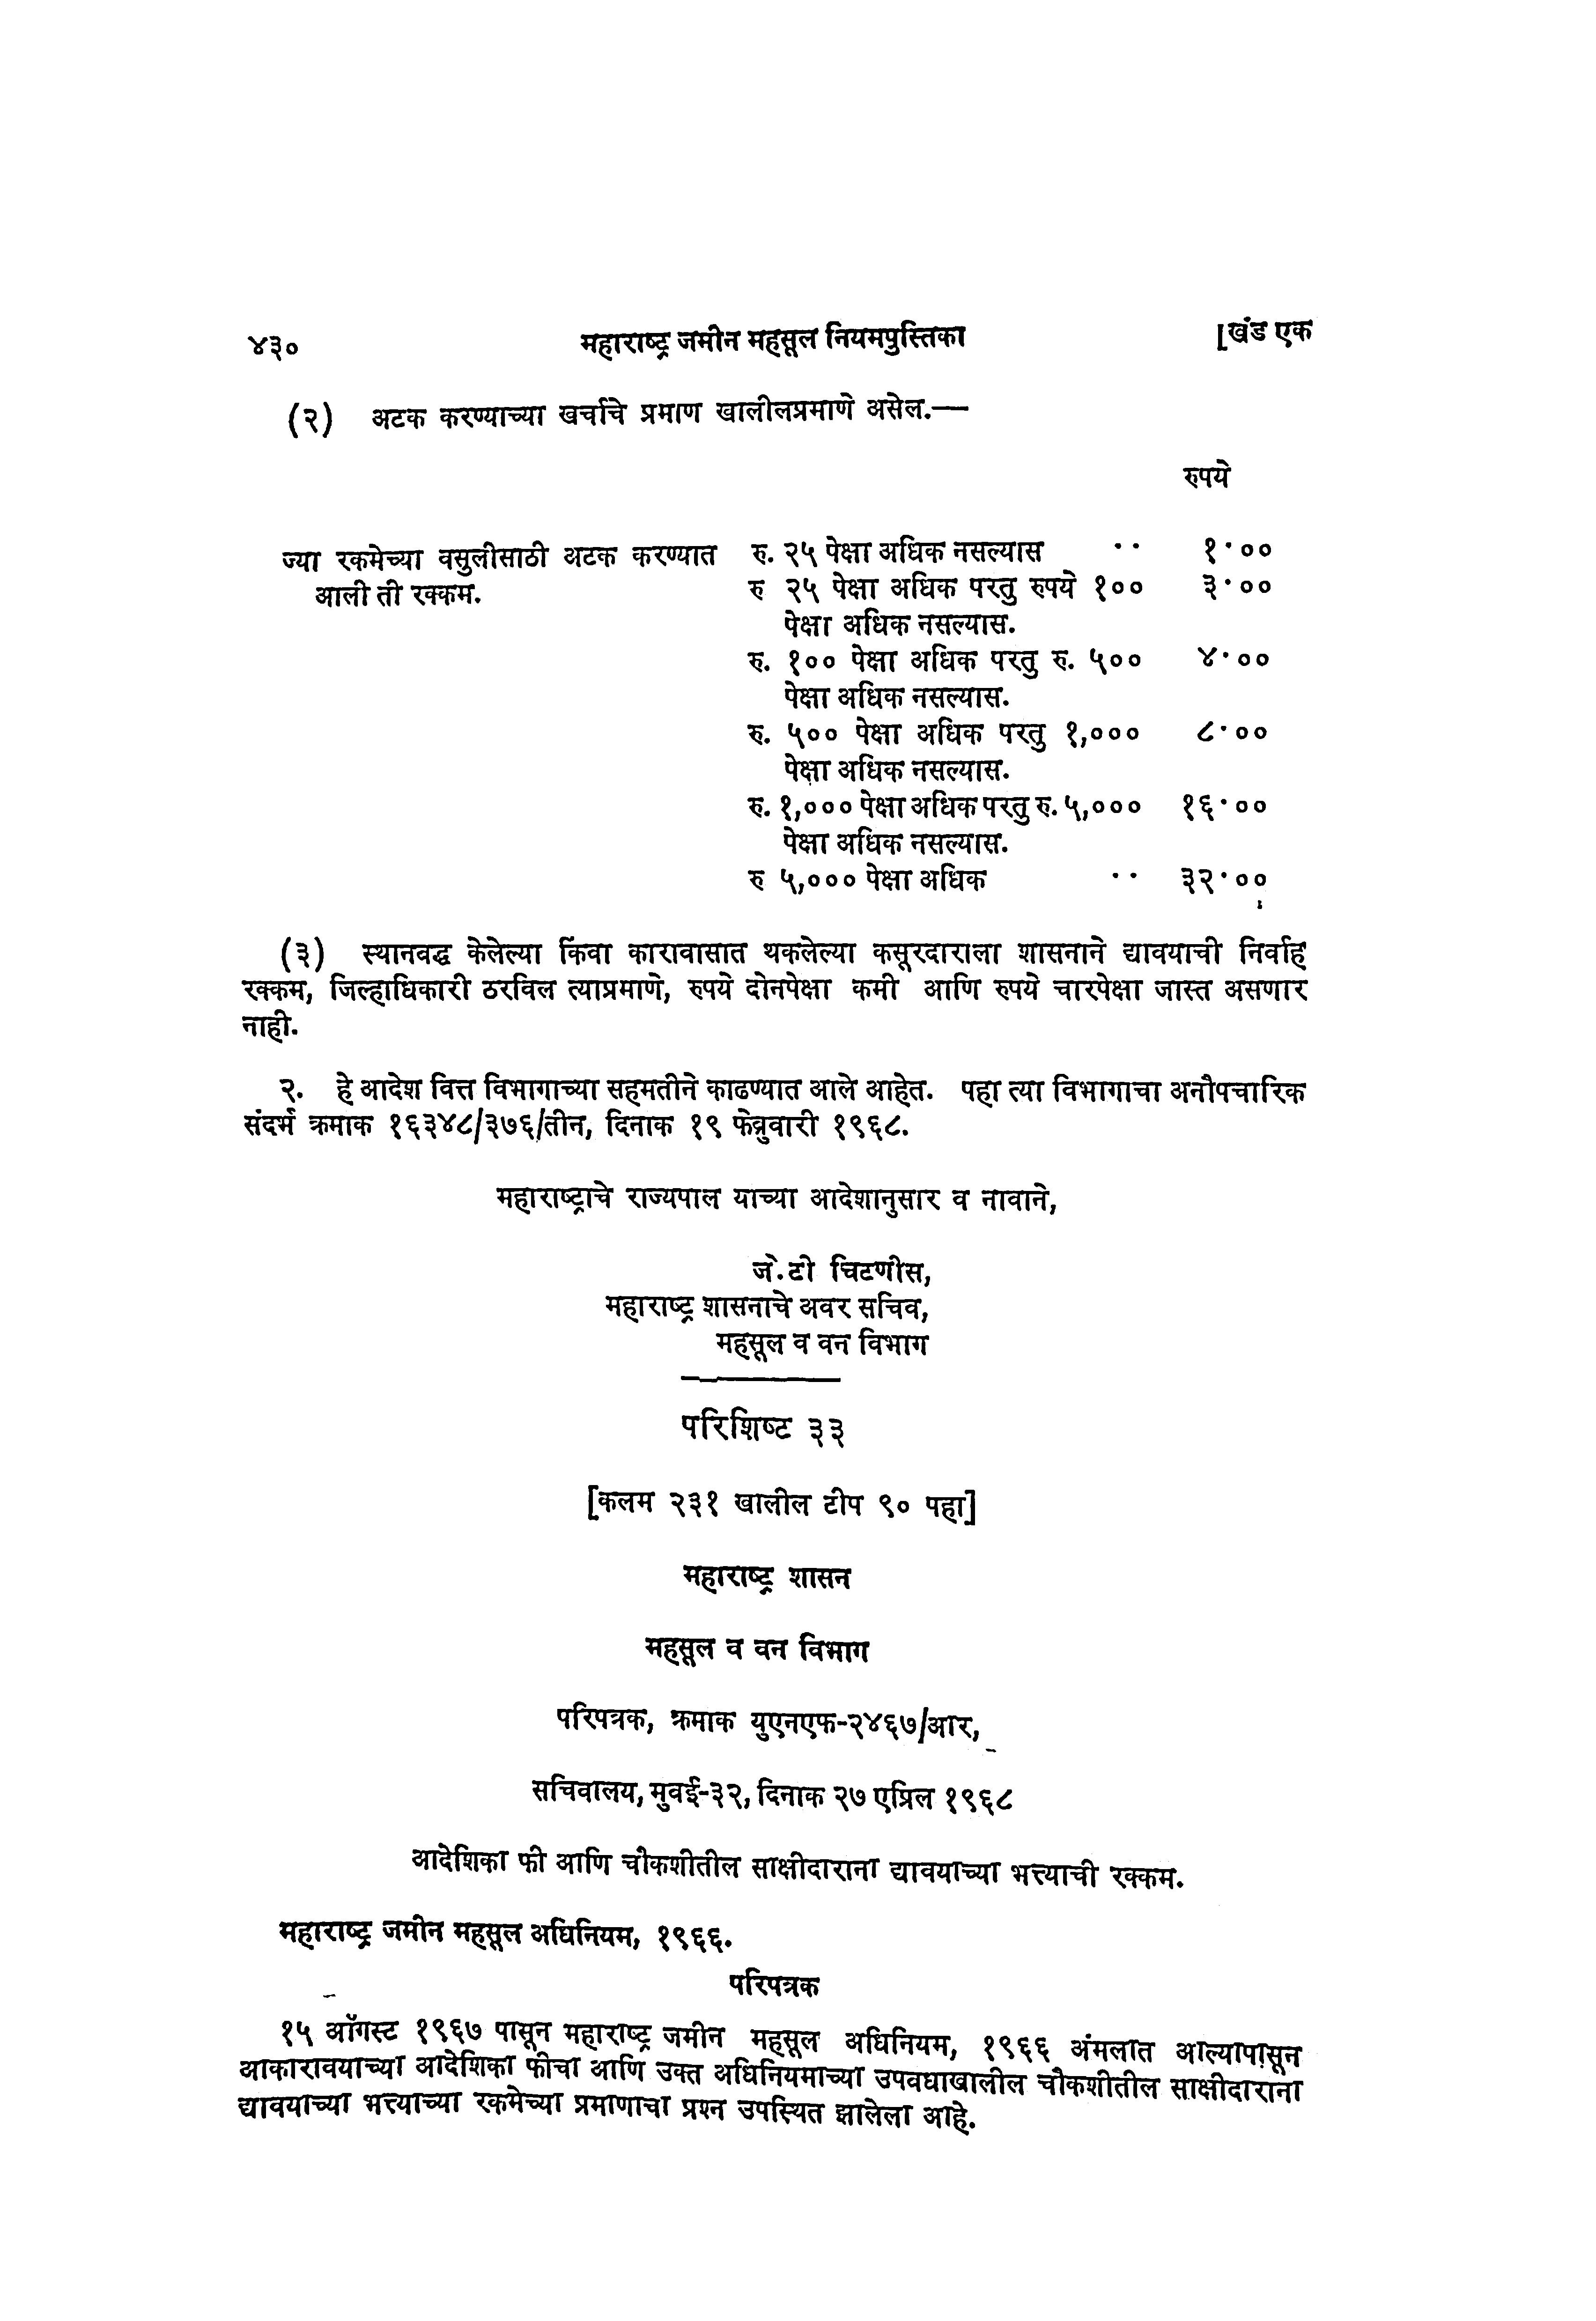 ४३०	महाराष्ट्र जमीन महसूल नियमपुस्तिका	[खंड एक
(२) अटक करण्याच्या खर्चाचे प्रमाण खालीलप्रमाणे असेल.—
रुपये
ज्या रकमेच्या वसुलीसाठी अटक करण्यात	रु. २५ पेक्षा अधिक नसल्यास	..	१·००
आली ती रक्कम.	रु २५ पेक्षा अधिक परतु रुपये १००	३·००
पेक्षा अधिक नसल्यास.
रु. १०० पेक्षा अधिक परतु रु. ५००	४·००
पेक्षा अधिक नसल्यास.
रु. ५०० पेक्षा अधिक परतु १,०००	८·००
पेक्षा अधिक नसल्यास.
रु. १,००० पेक्षा अधिक परतु रु. ५,०००	१६·००
पेक्षा अधिक नसल्यास.
रु ५,००० पेक्षा अधिक	..	३२·००
(३) स्थानवद्ध केलेल्या किंवा कारावासात थकलेल्या कसूरदाराला शासनाने द्यावयाची निर्वाह
रक्कम, जिल्हाधिकारी ठरविल त्याप्रमाणे, रुपये दोनपेक्षा कमी आणि रुपये चारपेक्षा जास्त असणार
नाही.
२. हे आदेश वित्त विभागाच्या सहमतीने काढण्यात आले आहेत. पहा त्या विभागाचा अनौपचारिक
संदर्भ क्रमाक १६३४८/३७६/तीन, दिनाक १९ फेब्रुवारी १९६८.
महाराष्ट्राचे राज्यपाल याच्या आदेशानुसार व नावाने,
जे.टी चिटणीस,
महाराष्ट्र शासनाचे अवर सचिव,
महसूल व वन विभाग
परिशिष्ट ३३
[कलम २३१ खालील टीप ९० पहा]
महाराष्ट्र शासन
महसूल व वन विभाग
परिपत्रक, क्रमाक युएनएफ-२४६७/आर,
सचिवालय, मुवई-३२, दिनाक २७ एप्रिल १९६८
आदेशिका फी आणि चौकशीतील साक्षीदाराना द्यावयाच्या भत्त्याची रक्कम.
महाराष्ट्र जमीन महसूल अधिनियम, १९६६.
परिपत्रक
१५ ऑगस्ट १९६७ पासून महाराष्ट्र जमीन महसूल अधिनियम, १९६६ अंमलात आल्यापासून
आकारावयाच्या आदेशिका फीचा आणि उक्त अधिनियमाच्या उपवधाखालील चौकशीतील साक्षीदाराना
द्यावयाच्या भत्त्याच्या रकमेच्या प्रमाणाचा प्रश्न उपस्थित झालेला आहे.